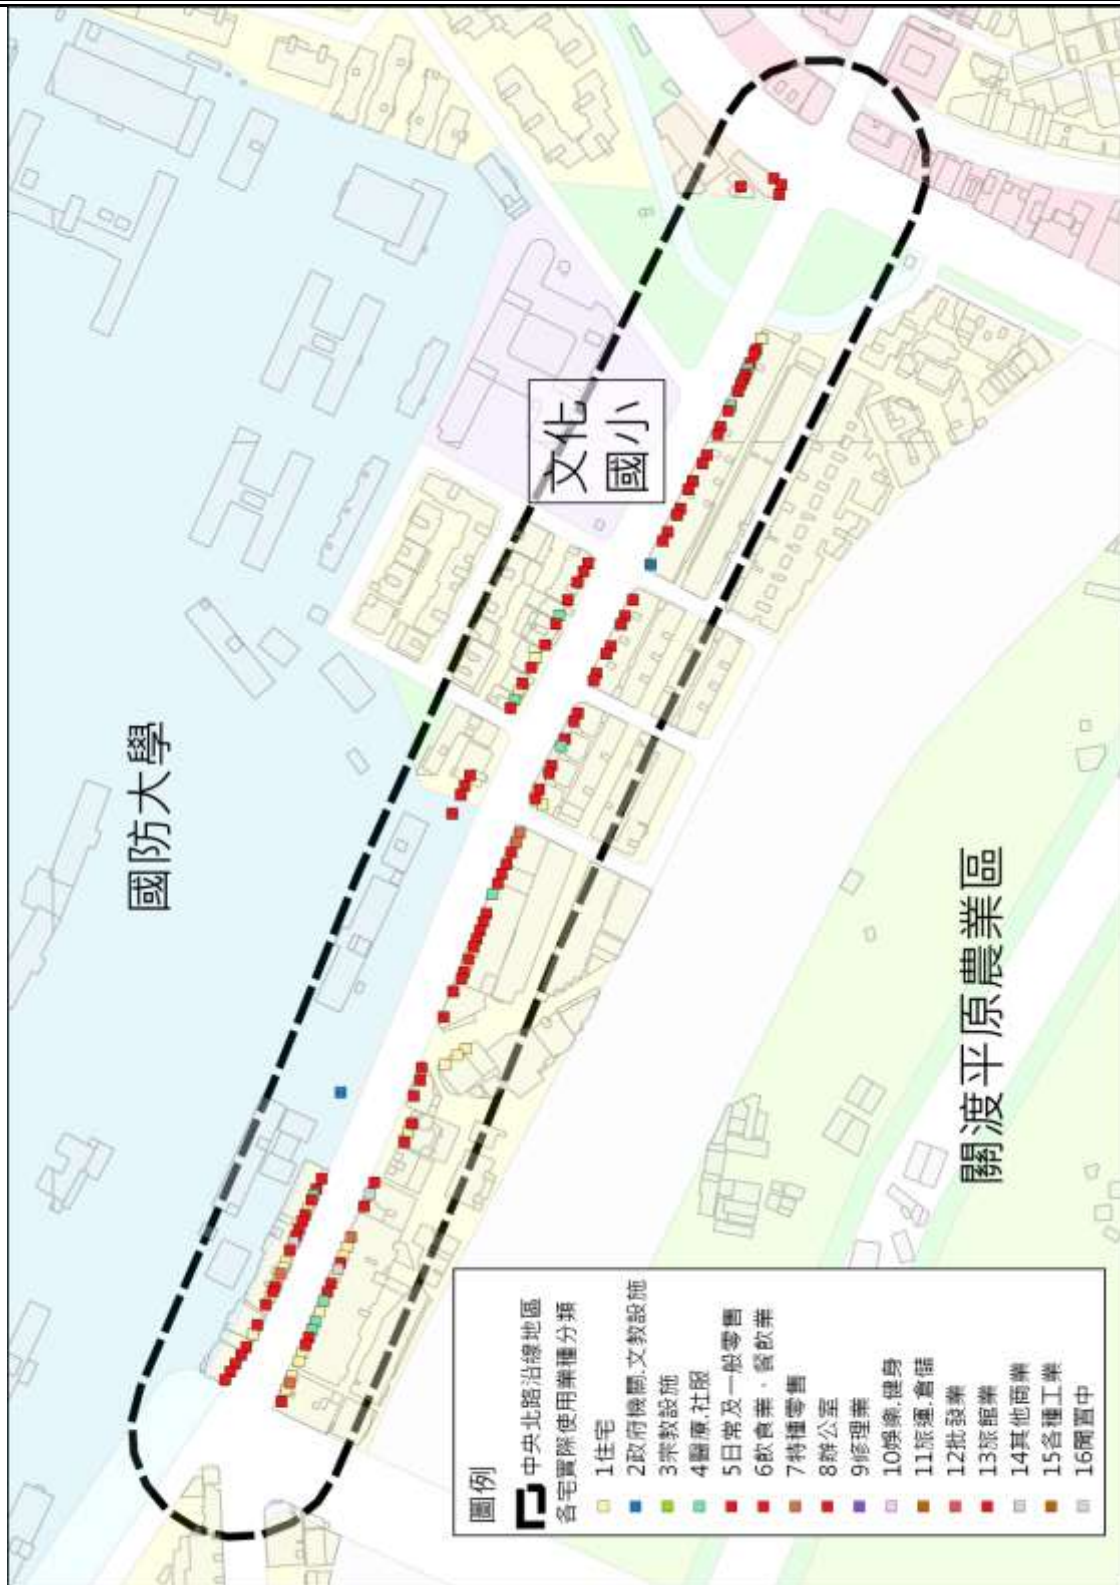 國防大學
文化
國小
關渡平原農業區
圖例
中央北路沿線地區
各宅實際使用業種分類
1住宅
2政府機關.文教設施
3宗教設施
4醫療.社服
5日常及一般零售
6飲食業、餐飲業
7特種零售
8辦公室
9修理業
10娛樂.健身
11旅運.倉儲
12批發業
13旅館業
14其他商業
15各種工業
16閒置中